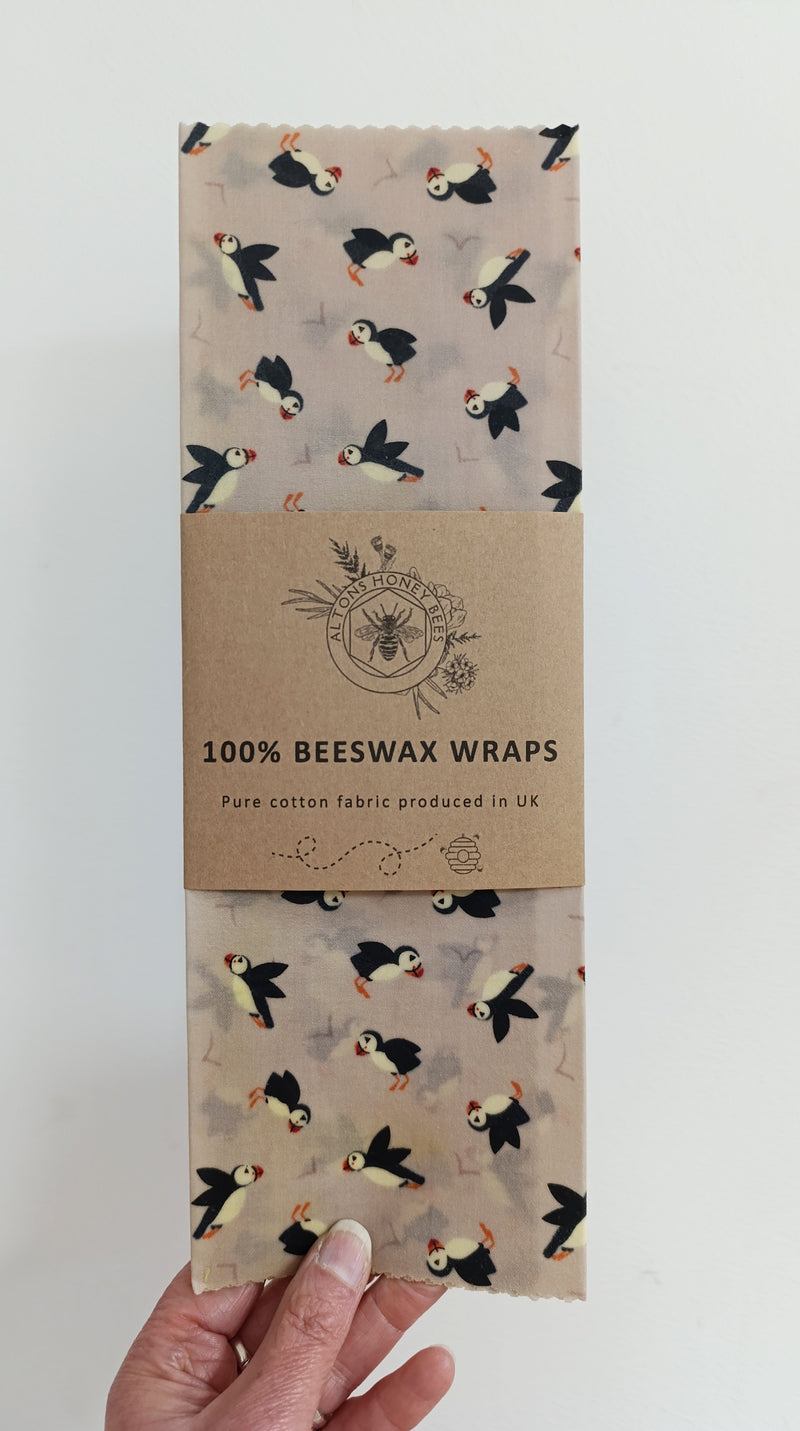 ALTONS HONEY BEES
100% BEESWAX WRAPS
Pure cotton fabric produced in UK